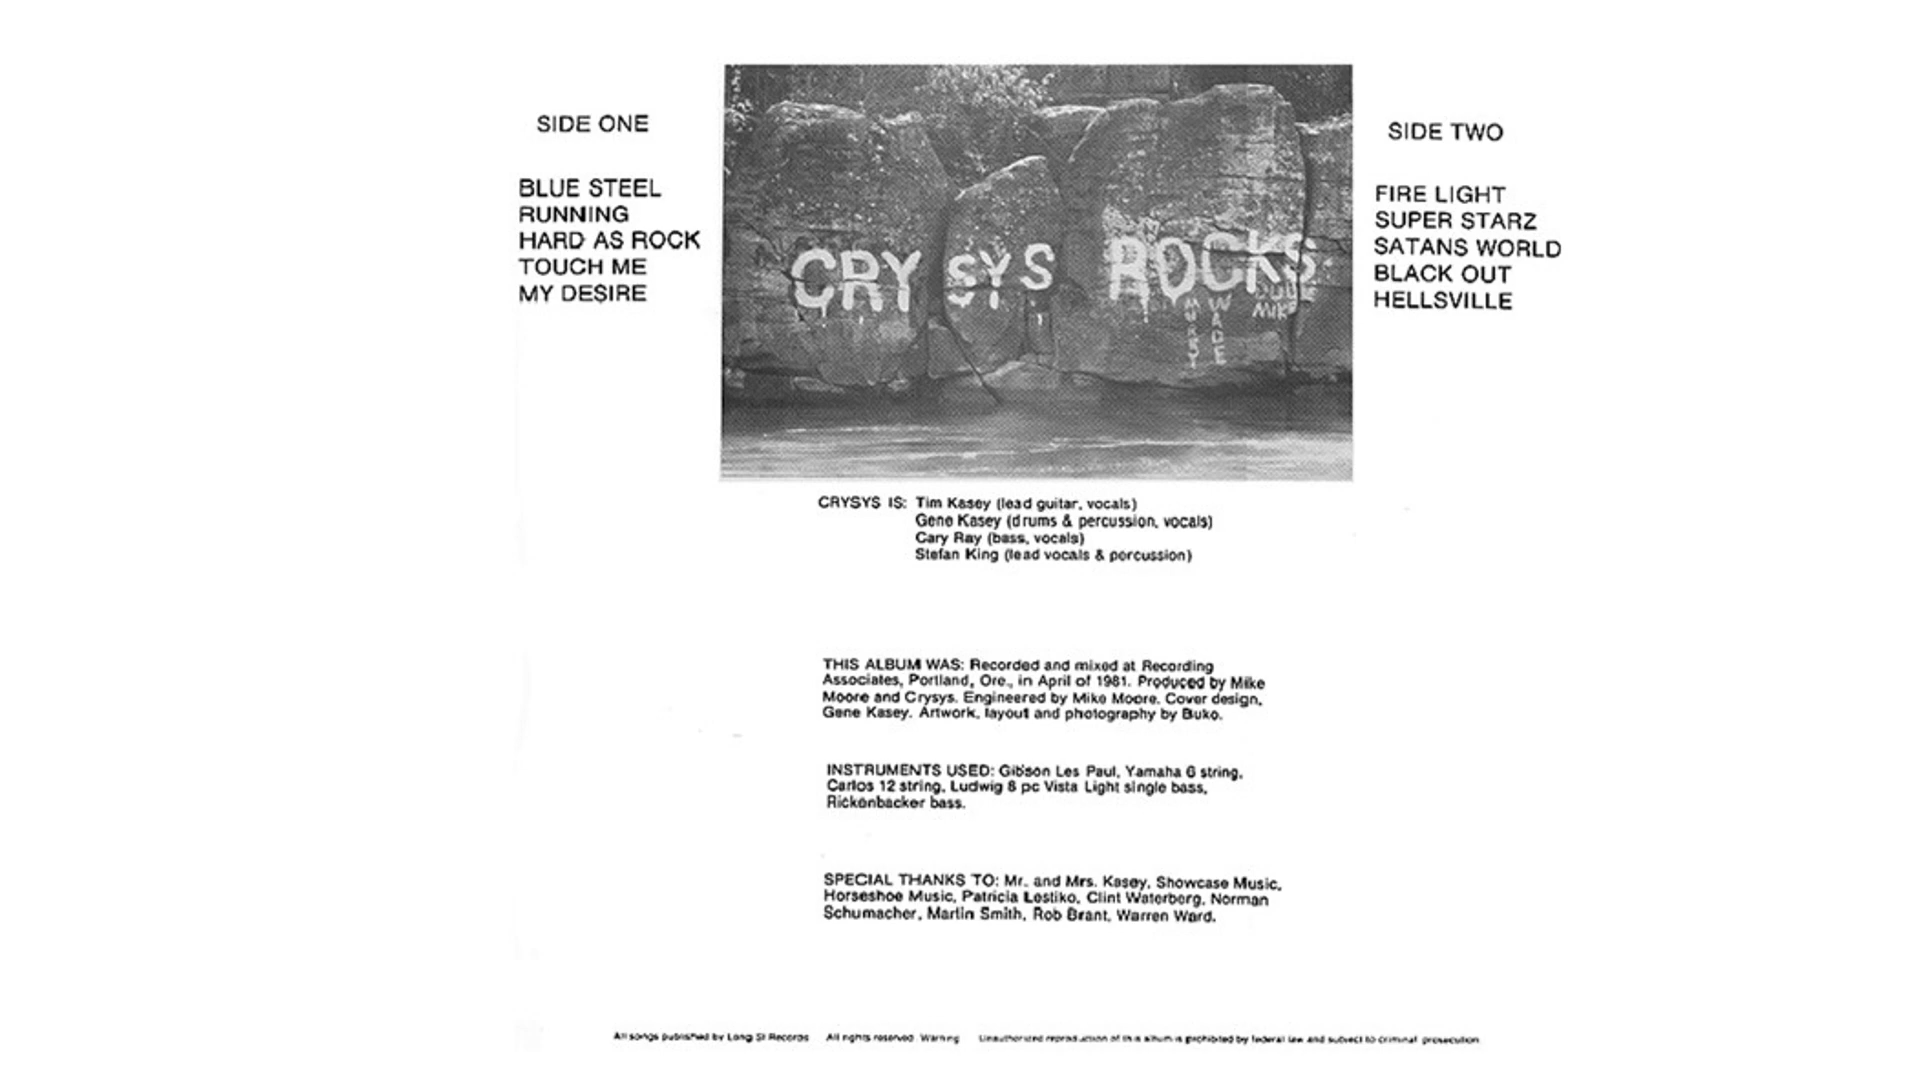 SIDE ONE
BLUE STEEL
RUNNING
HARD AS ROCK
TOUCH ME
MY DESIRE
CRYSYS ROCKS
WADE
MIKE
SIDE TWO
FIRE LIGHT
SUPER STARZ
SATANS WORLD
BLACK OUT
HELLSVILLE
CRYSYS IS: Tim Kasey (lead guitar, vocals)
Gene Kasey (drums & percussion, vocals)
Cary Ray (bass, vocals)
Stefan King (lead vocals & percussion)
THIS ALBUM WAS: Recorded and mixed at Recording
Associates, Portland, Ore., in April of 1981. Produced by Mike
Moore and Crysys. Engineered by Mike Moore. Cover design,
Gene Kasey. Artwork, layout and photography by Buko.
INSTRUMENTS USED: Gibson Les Paul, Yamaha 6 string,
Carlos 12 string, Ludwig 8 pc Vista Light single bass,
Rickenbacker bass.
SPECIAL THANKS TO: Mr. and Mrs. Kasey, Showcase Music,
Horseshoe Music, Patricia Lestiko, Clint Waterberg, Norman
Schumacher, Martin Smith, Rob Brant, Warren Ward.
All songs published by Long St Records All rights reserved. Warning Unauthorized reproduction of this album is prohibited by federal law and subject to criminal prosecution